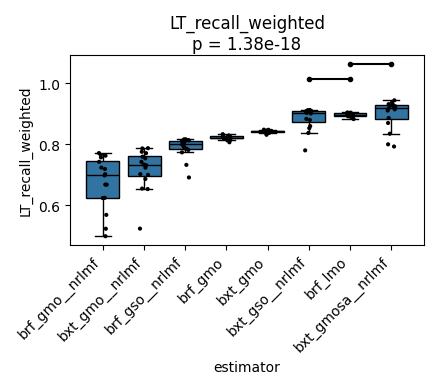 LT_recall_weighted
p = 1.38e-18
LT_recall_weighted
1.0
0.8
0.6
brf_gmo__nrlmf
bxt_gmo__nrlmf
brf_gso__nrlmf
brf_gmo
bxt_gmo
bxt_gso__nrlmf
brf_lmo
bxt_gmosa__nrlmf
estimator